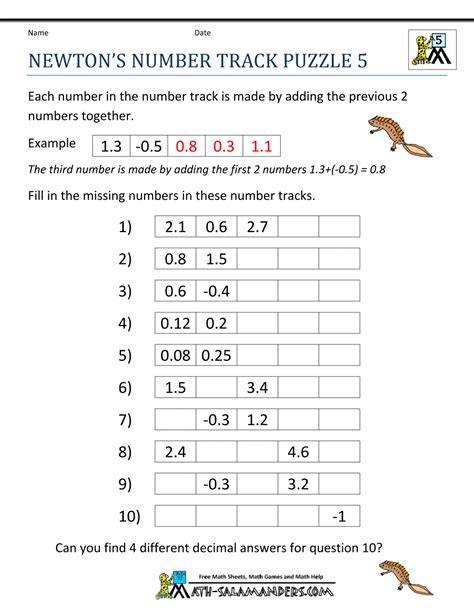 Name Date
NEWTON'S NUMBER TRACK PUZZLE 5
5
Each number in the number track is made by adding the previous 2
numbers together.
Example 1.3 -0.5 0.8 0.3 1.1
The third number is made by adding the first 2 numbers 1.3+(-0.5) = 0.8
Fill in the missing numbers in these number tracks.
1) 2.1 0.6 2.7
2) 0.8 1.5
3) 0.6 -0.4
4) 0.12 0.2
5) 0.08 0.25
6) 1.5 3.4
7) -0.3 1.2
8) 2.4 4.6
9) -0.3 3.2
10) -1
Can you find 4 different decimal answers for question 10?
Free Math Sheets, Math Games and Math Help
MATH-SALAMANDERS.COM